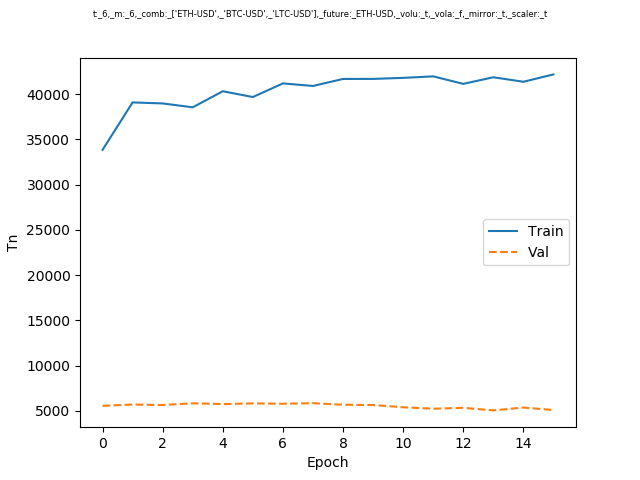 t:_6,_m:_6,_comb:_['ETH-USD',_'BTC-USD',_'LTC-USD'],_future:_ETH-USD,_volu:_t,_vola:_f,_mirror:_t,_scaler:_t
40000
35000
30000
25000
20000
15000
10000
5000
Tn
Train
Val
0 2 4 6 8 10 12 14
Epoch